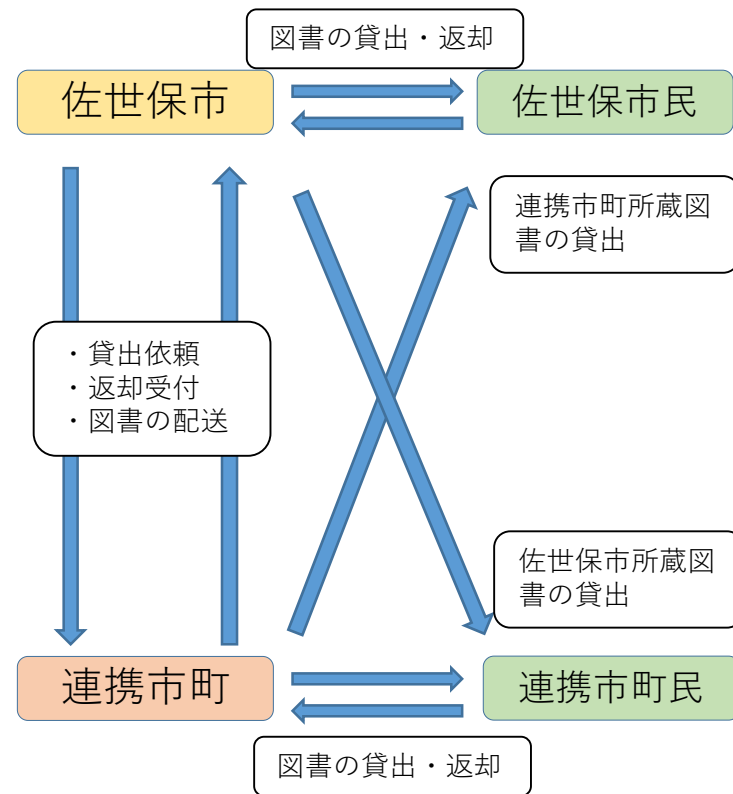 図書の貸出・返却
佐世保市
佐世保市民
連携市町所蔵図
書の貸出
・貸出依頼
・返却受付
・図書の配送
佐世保市所蔵図
書の貸出
連携市町
連携市町民
図書の貸出・返却